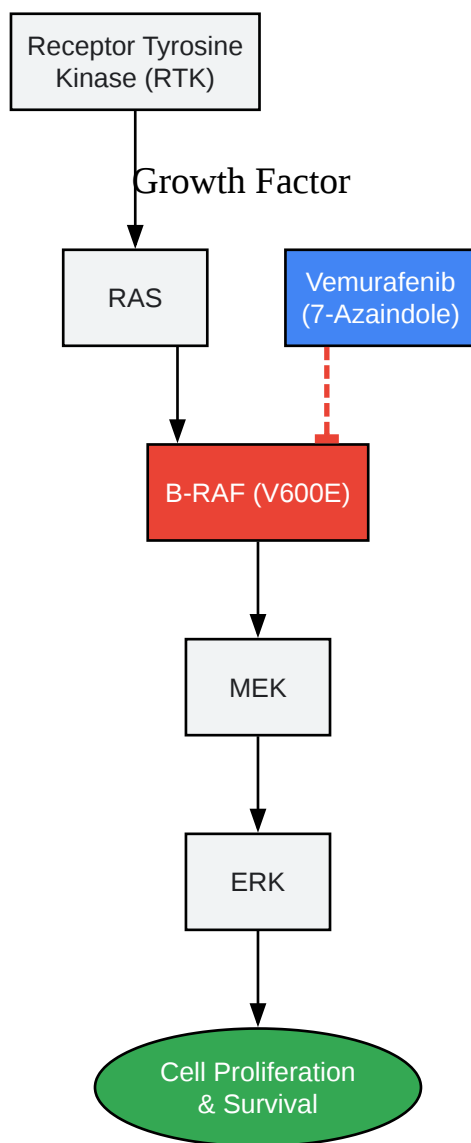 Receptor Tyrosine
Kinase (RTK)
Growth Factor
RAS
Vemurafenib
(7-Azaindole)
B-RAF (V600E)
MEK
ERK
Cell Proliferation
& Survival